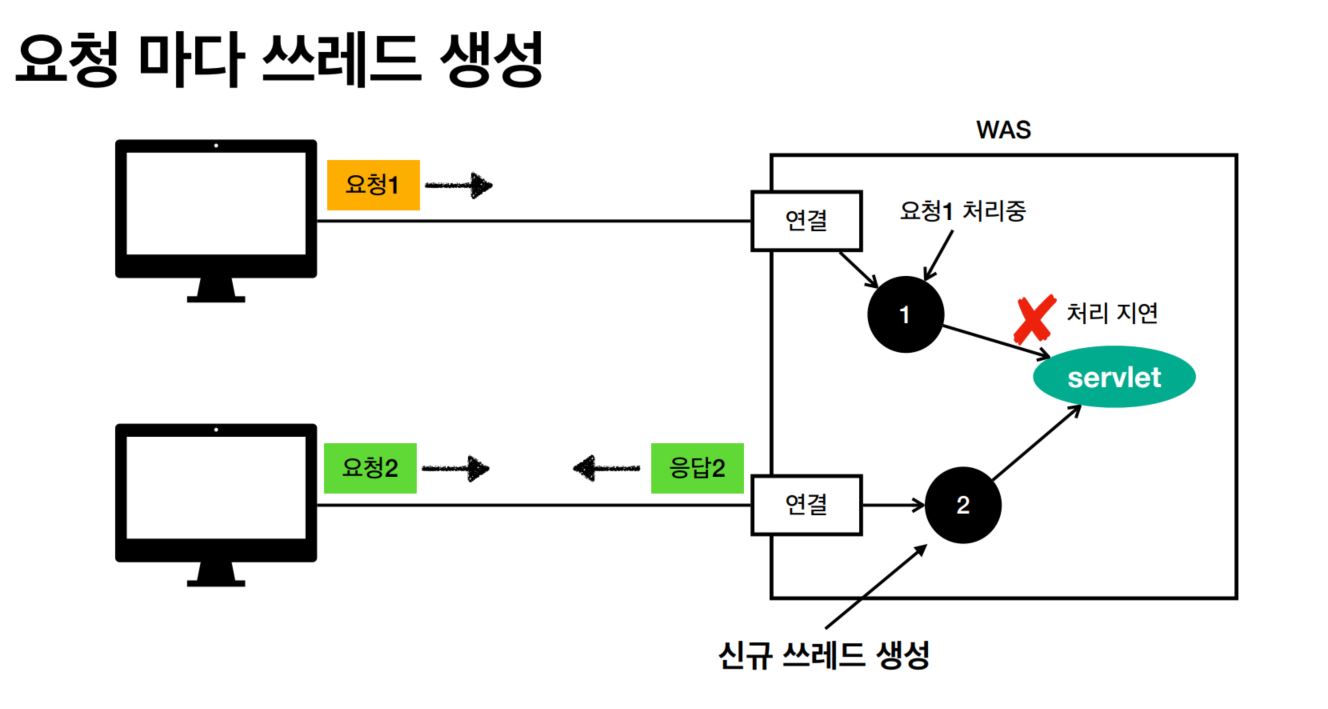 요청 마다 쓰레드 생성
WAS
요청1
연결
요청1 처리중
1
처리 지연
servlet
요청2
응답2
연결
2
신규 쓰레드 생성